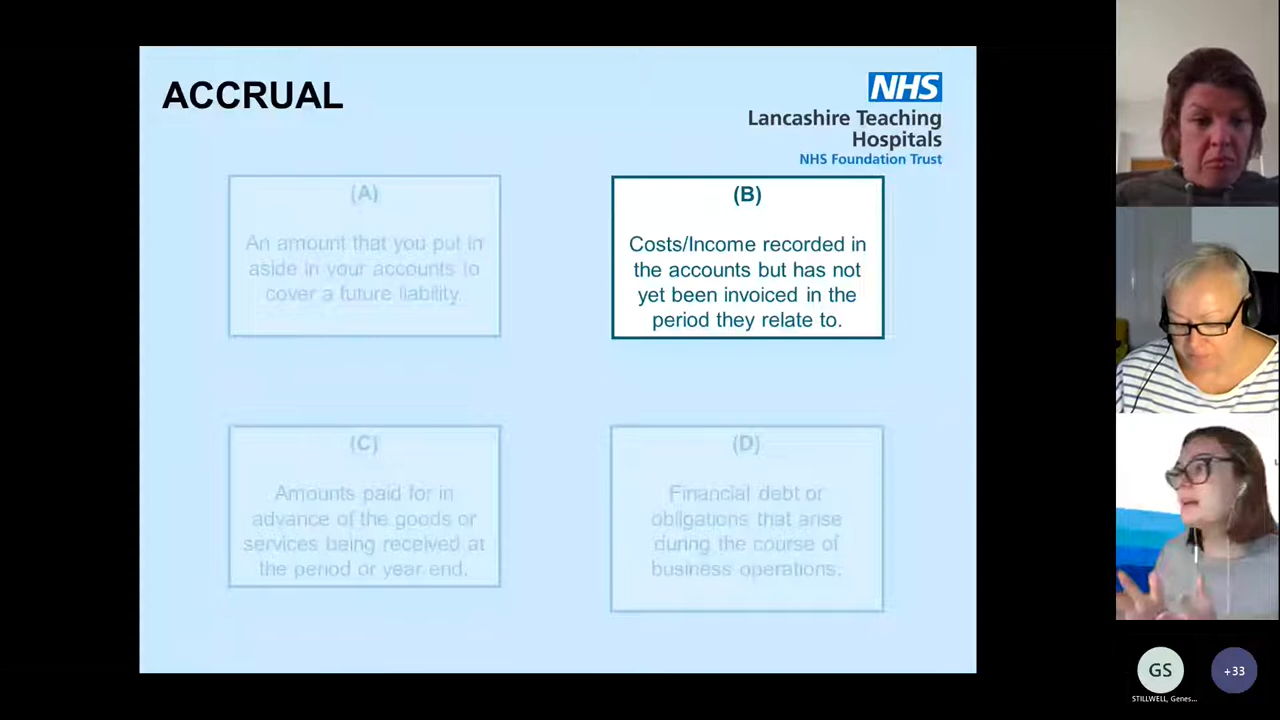 ACCRUAL
NHS
Lancashire Teaching
Hospitals
NHS Foundation Trust
(A)
An amount that you put in
aside in your accounts to
cover a future liability.
(B)
Costs/Income recorded in
the accounts but has not
yet been invoiced in the
period they relate to.
(C)
Amounts paid for in
advance of the goods or
services being received at
the period or year end.
(D)
Financial debt or
obligations that arise
during the course of
business operations.
GS
+33
STILLWELL, Genes...